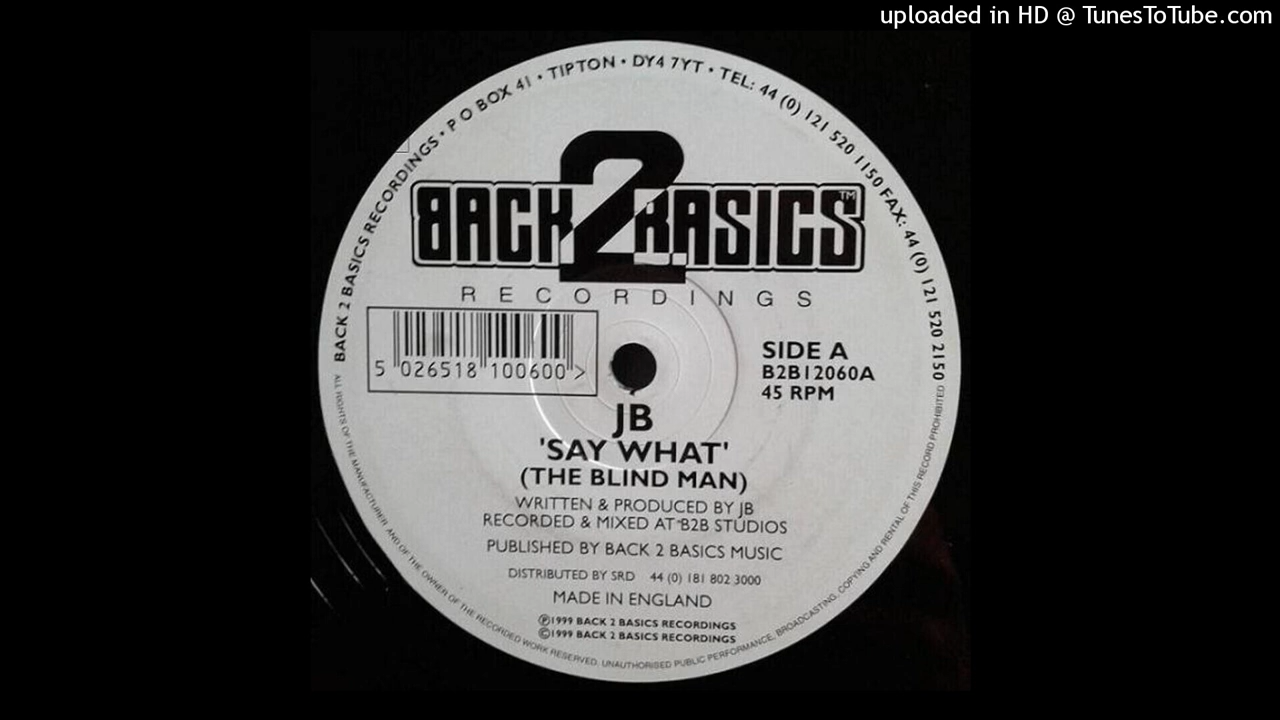 uploaded in HD @ TunesToTube.com
BACK 2 BASICS RECORDINGS • P O BOX 41 • TIPTON • DY4 7YT • TEL: 44 (0) 121 520 1150 FAX: 44 (0) 121 520 2150
BACK 2 BASICS TM
RECORDINGS
5 026518 100600 >
SIDE A
B2B12060A
45 RPM
JB
'SAY WHAT'
(THE BLIND MAN)
WRITTEN & PRODUCED BY JB
RECORDED & MIXED AT B2B STUDIOS
PUBLISHED BY BACK 2 BASICS MUSIC
DISTRIBUTED BY SRD 44 (0) 181 802 3000
MADE IN ENGLAND
Ⓟ1999 BACK 2 BASICS RECORDINGS
©1999 BACK 2 BASICS RECORDINGS
ALL RIGHTS OF THE MANUFACTURER AND OF THE OWNER OF THE RECORDED WORK RESERVED. UNAUTHORISED PUBLIC PERFORMANCE, BROADCASTING, COPYING AND RENTAL OF THIS RECORD PROHIBITED